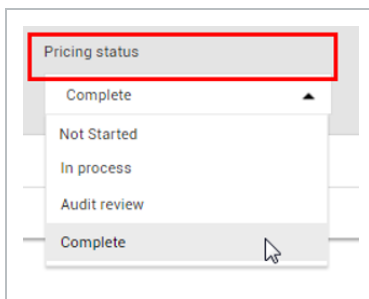 Pricing status
Complete
Not Started
In process
Audit review
Complete